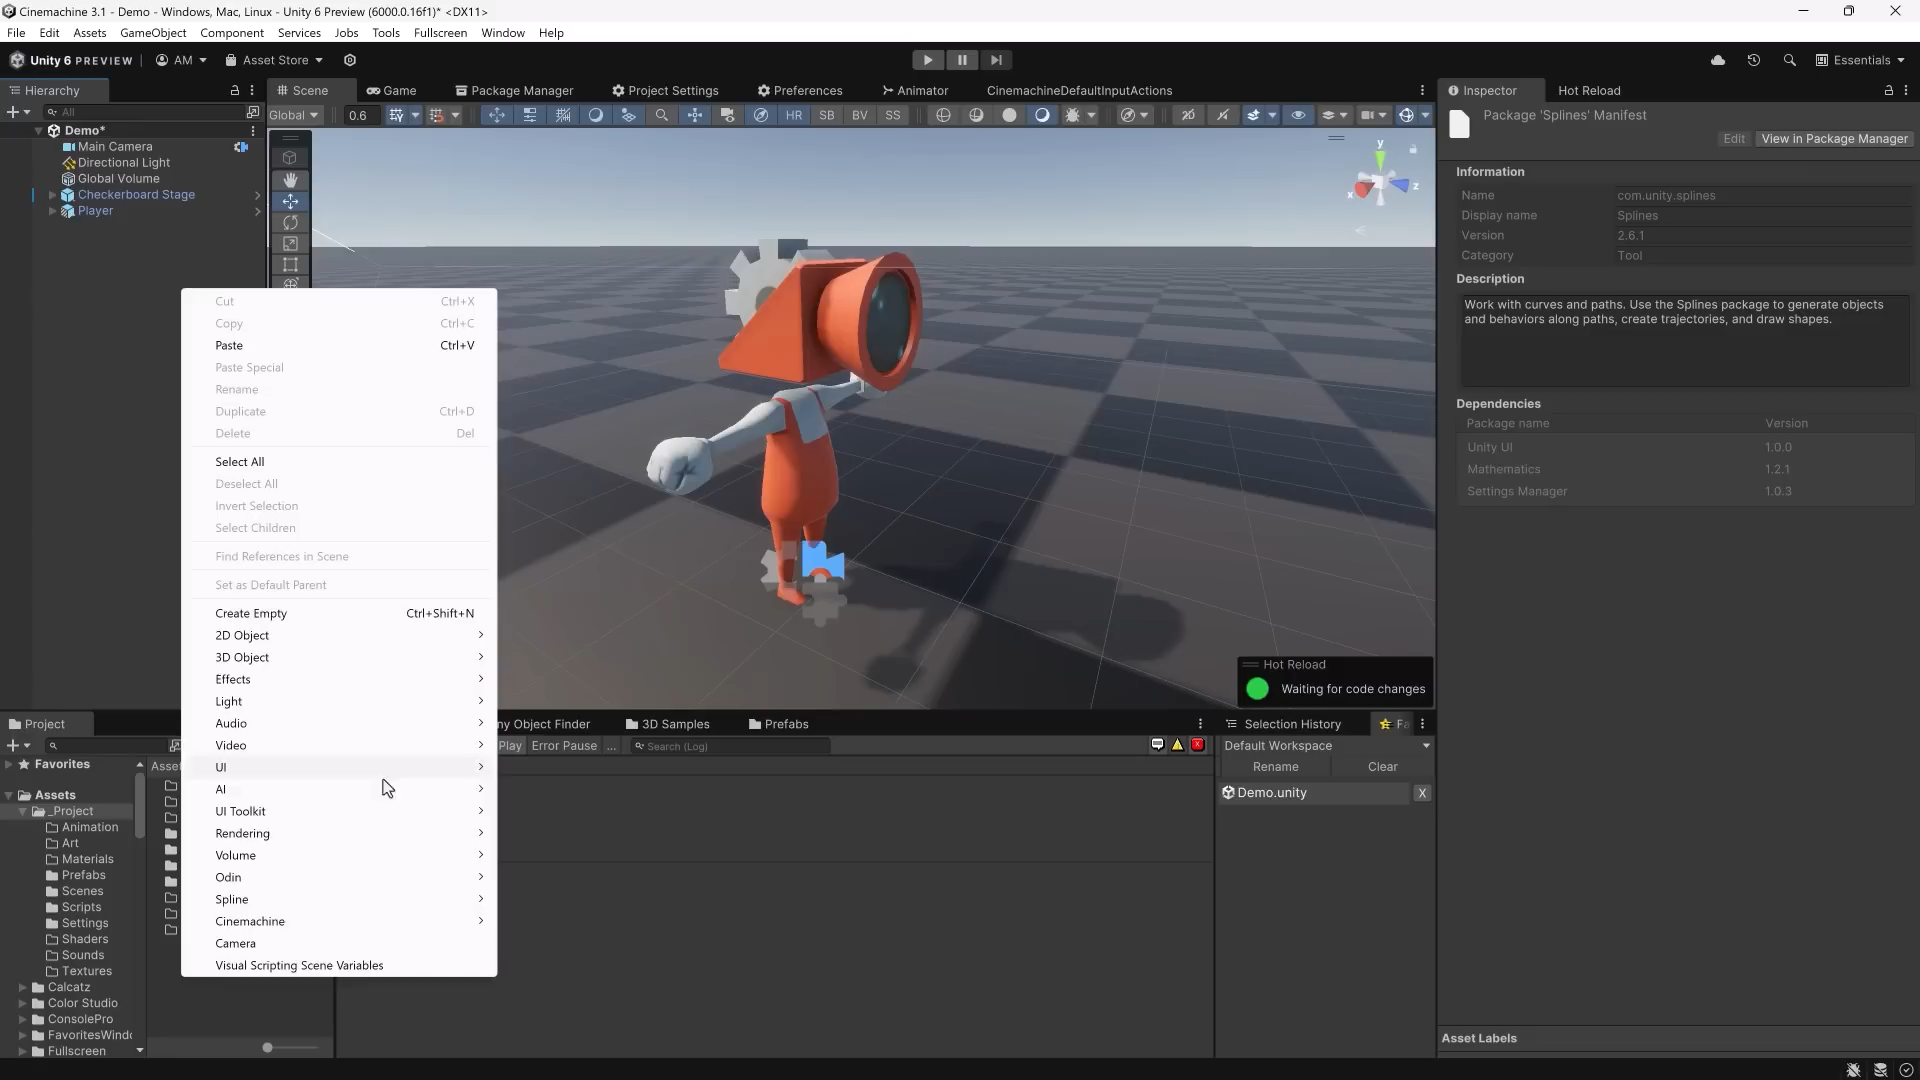 Cinemachine 3.1 - Demo - Windows, Mac, Linux - Unity 6 Preview (6000.0.16f1)* <DX11>
File Edit Assets GameObject Component Services Jobs Tools Fullscreen Window Help
Unity 6 PREVIEW AM Asset Store Essentials
Hierarchy Scene Game Package Manager Project Settings Preferences Animator CinemachineDefaultInputActions Inspector Hot Reload
All Global 0.6 HR SB BV SS
Demo*
Main Camera
Directional Light
Global Volume
Checkerboard Stage
Player
y
x
z
Package 'Splines' Manifest
Edit View in Package Manager
Information
Name com.unity.splines
Display name Splines
Version 2.6.1
Category Tool
Description
Work with curves and paths. Use the Splines package to generate objects
and behaviors along paths, create trajectories, and draw shapes.
Dependencies
Package name Version
Unity UI 1.0.0
Mathematics 1.2.1
Settings Manager 1.0.3
Asset Labels
Cut Ctrl+X
Copy Ctrl+C
Paste Ctrl+V
Paste Special
Rename
Duplicate Ctrl+D
Delete Del
Select All
Deselect All
Invert Selection
Select Children
Find References in Scene
Set as Default Parent
Create Empty Ctrl+Shift+N
2D Object
3D Object
Effects
Light
Audio
Video
UI
AI
UI Toolkit
Rendering
Volume
Odin
Spline
Cinemachine
Camera
Visual Scripting Scene Variables
Hot Reload
Waiting for code changes
Project ny Object Finder 3D Samples Prefabs
Play Error Pause ... Search (Log)
Favorites
Assets
_Project
Animation
Art
Materials
Prefabs
Scenes
Scripts
Settings
Shaders
Sounds
Textures
Calcatz
Color Studio
ConsolePro
FavoritesWindo
Fullscreen
Asset
Selection History Fa
Default Workspace
Rename Clear
Demo.unity X